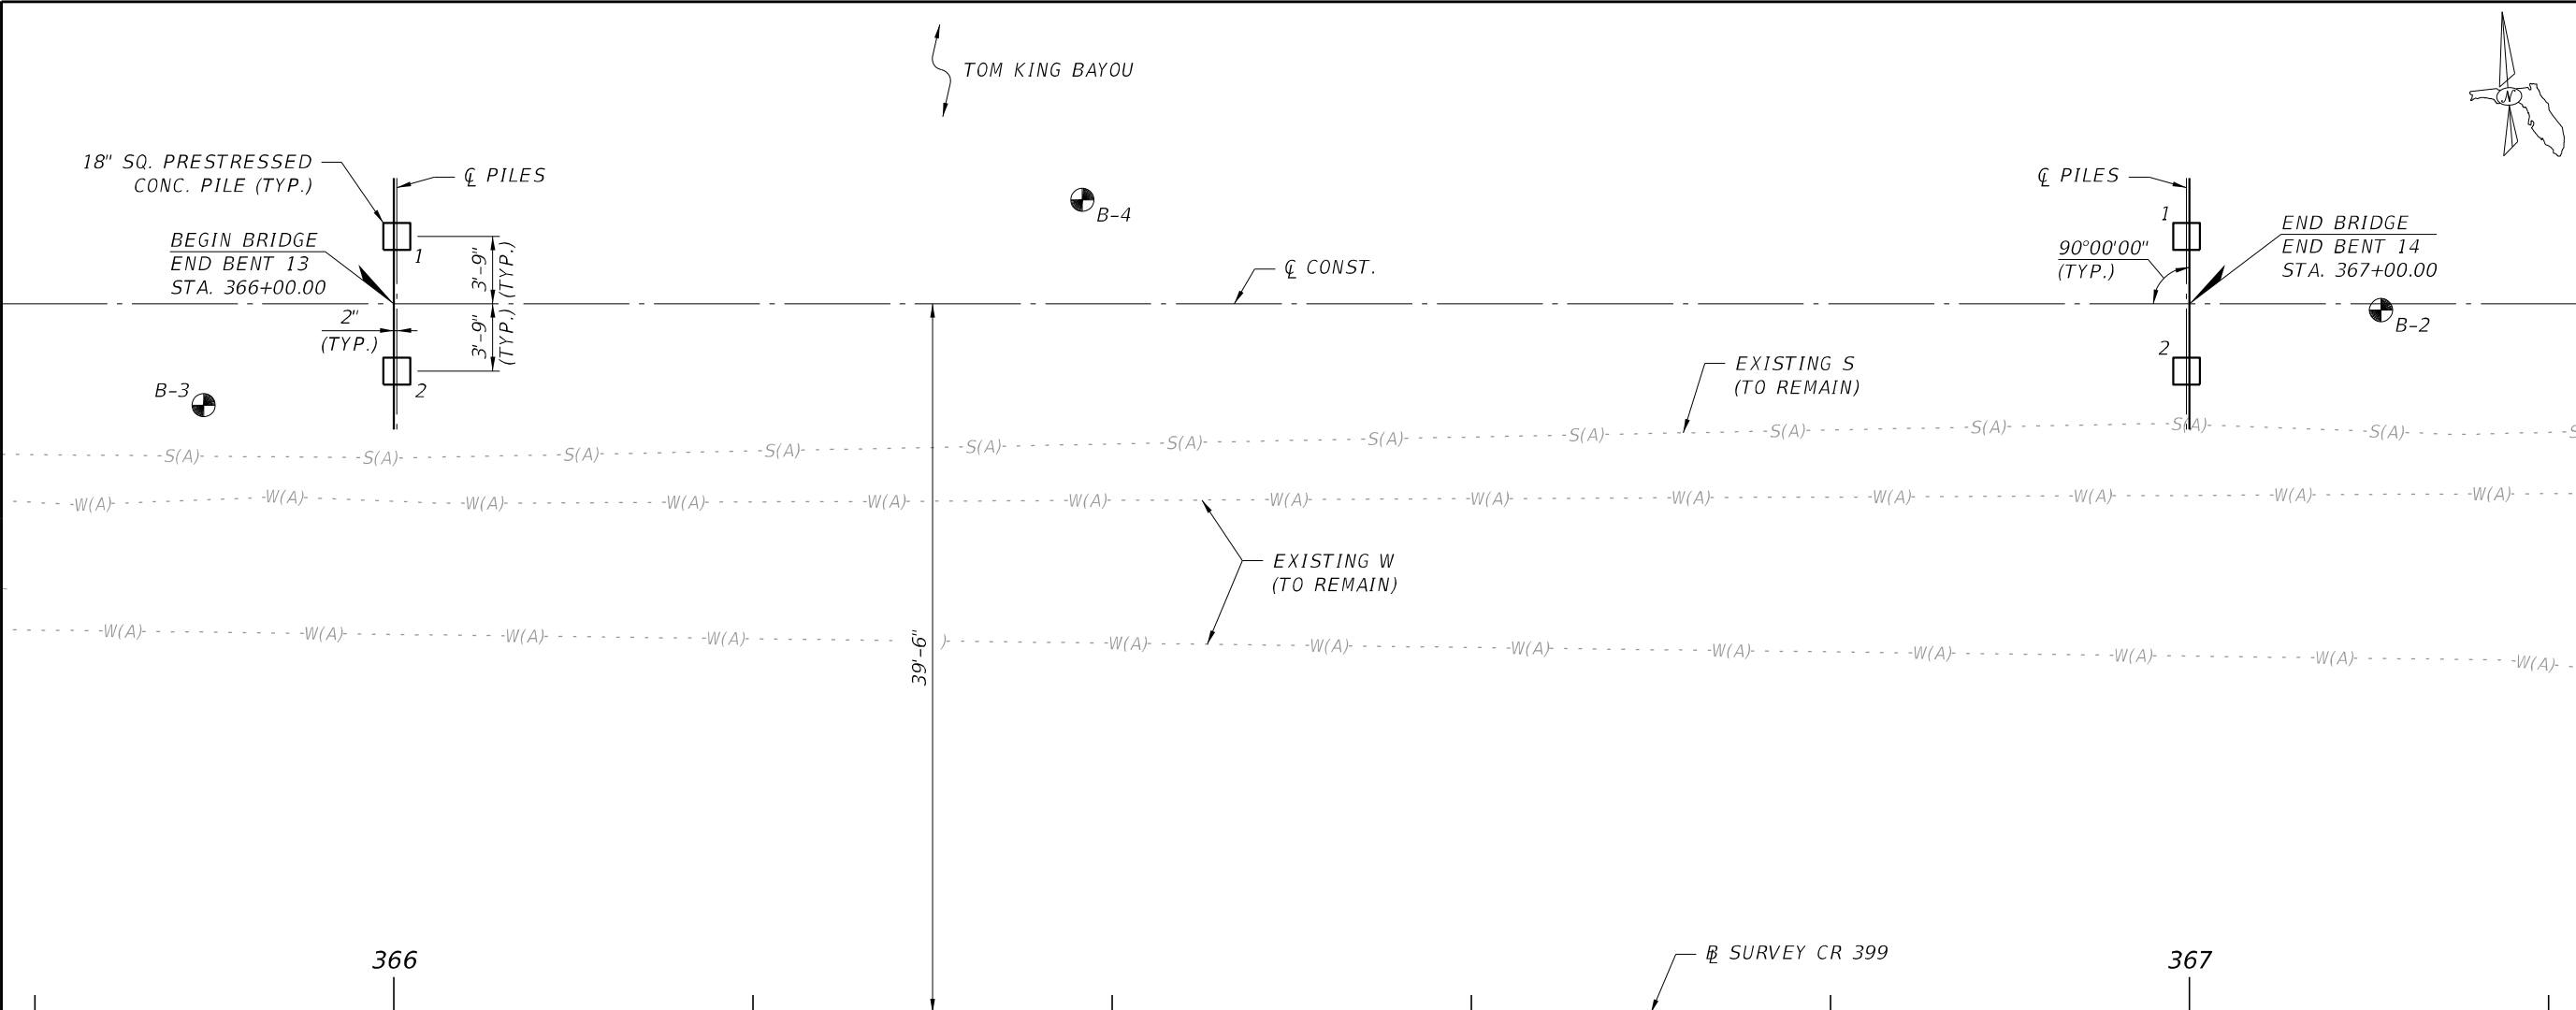 TOM KING BAYOU
N
18" SQ. PRESTRESSED
CONC. PILE (TYP.)
℄ PILES
BEGIN BRIDGE
END BENT 13
STA. 366+00.00
1
3'-9"
(TYP.)
3'-9"
(TYP.)
2"
(TYP.)
2
B-3
B-4
℄ CONST.
℄ PILES
1
90°00'00"
(TYP.)
END BRIDGE
END BENT 14
STA. 367+00.00
2
B-2
EXISTING S
(TO REMAIN)
S(A) S(A) S(A) S(A) S(A) S(A) S(A) S(A) S(A) S(A) S(A) S(A) S
W(A) W(A) W(A) W(A) W(A) W(A) W(A) W(A) W(A) W(A) W(A) W(A) W(A)
EXISTING W
(TO REMAIN)
W(A) W(A) W(A) W(A) ) W(A) W(A) W(A) W(A) W(A) W(A) W(A) W(A)
39'-6"
366
BL SURVEY CR 399
367